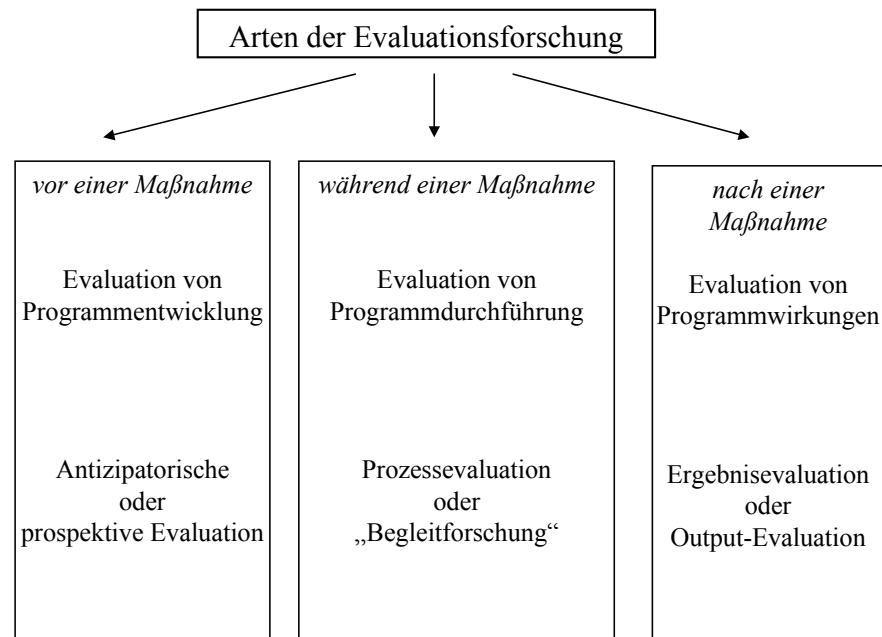 Arten der Evaluationsforschung
vor einer Maßnahme
Evaluation von
Programmentwicklung
Antizipatorische
oder
prospektive Evaluation
während einer Maßnahme
Evaluation von
Programmdurchführung
Prozessevaluation
oder
„Begleitforschung“
nach einer
Maßnahme
Evaluation von
Programmwirkungen
Ergebnisevaluation
oder
Output-Evaluation